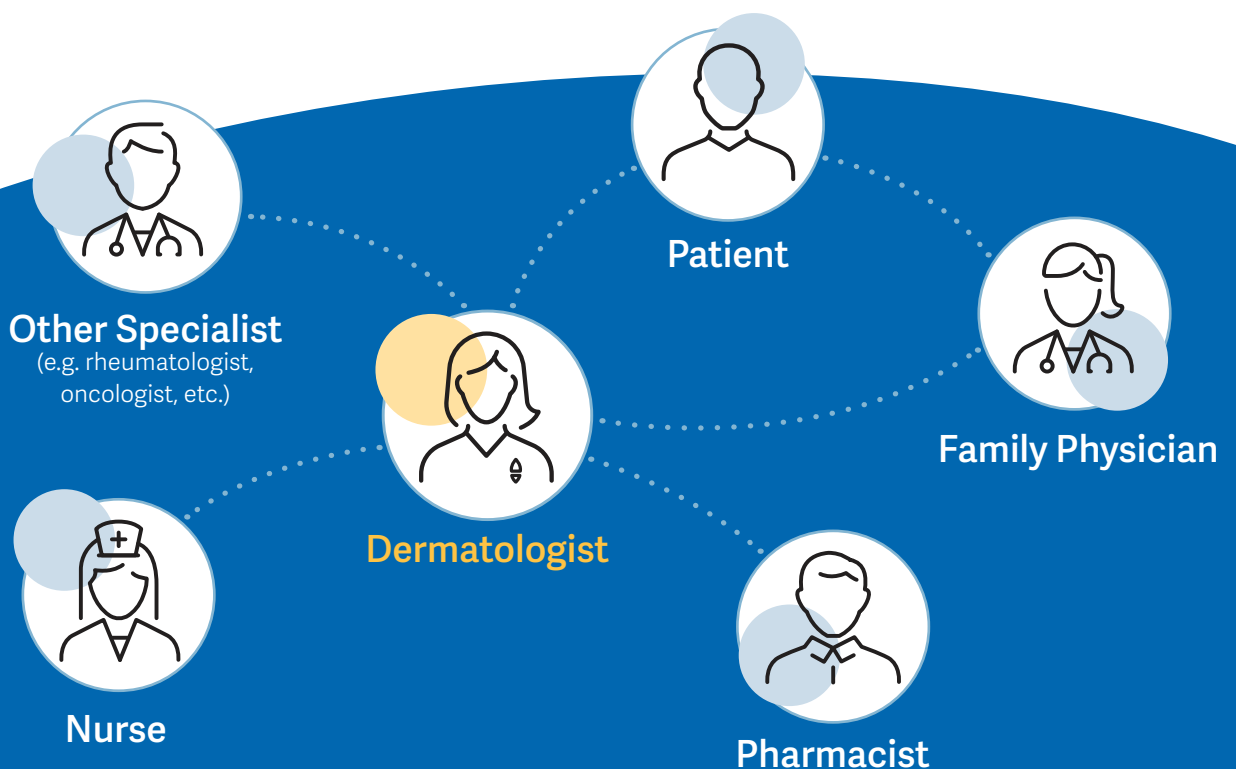 Patient
Other Specialist
(e.g. rheumatologist,
oncologist, etc.)
Family Physician
Dermatologist
Nurse
Pharmacist